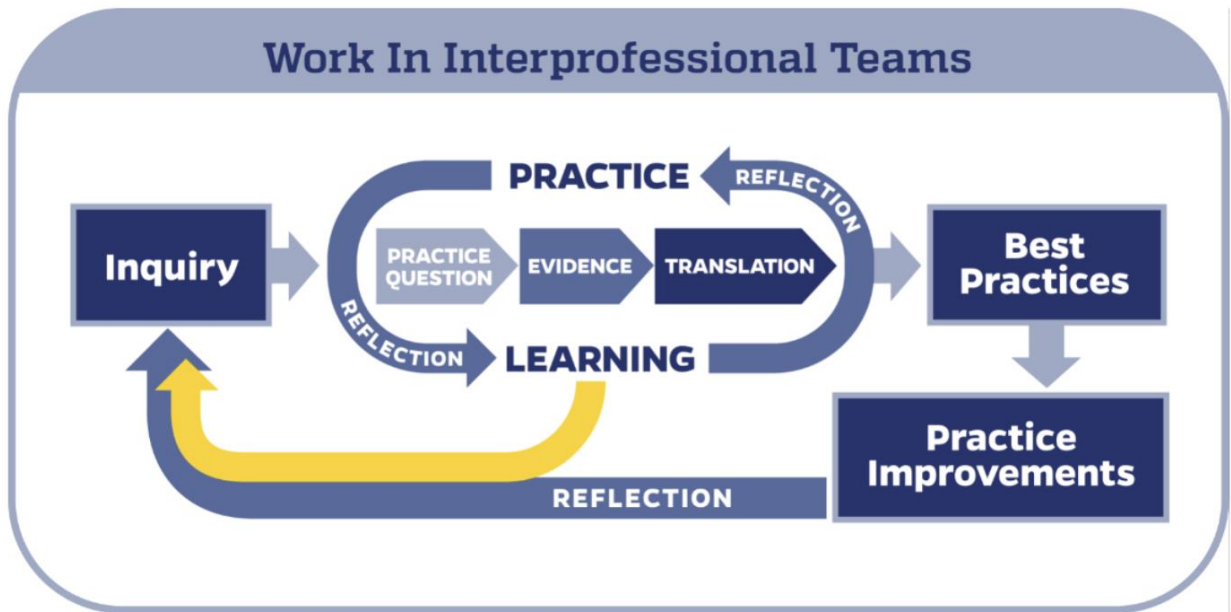 Work In Interprofessional Teams
PRACTICE
REFLECTION
Inquiry
PRACTICE
QUESTION
EVIDENCE
TRANSLATION
Best
Practices
REFLECTION
LEARNING
Practice
Improvements
REFLECTION